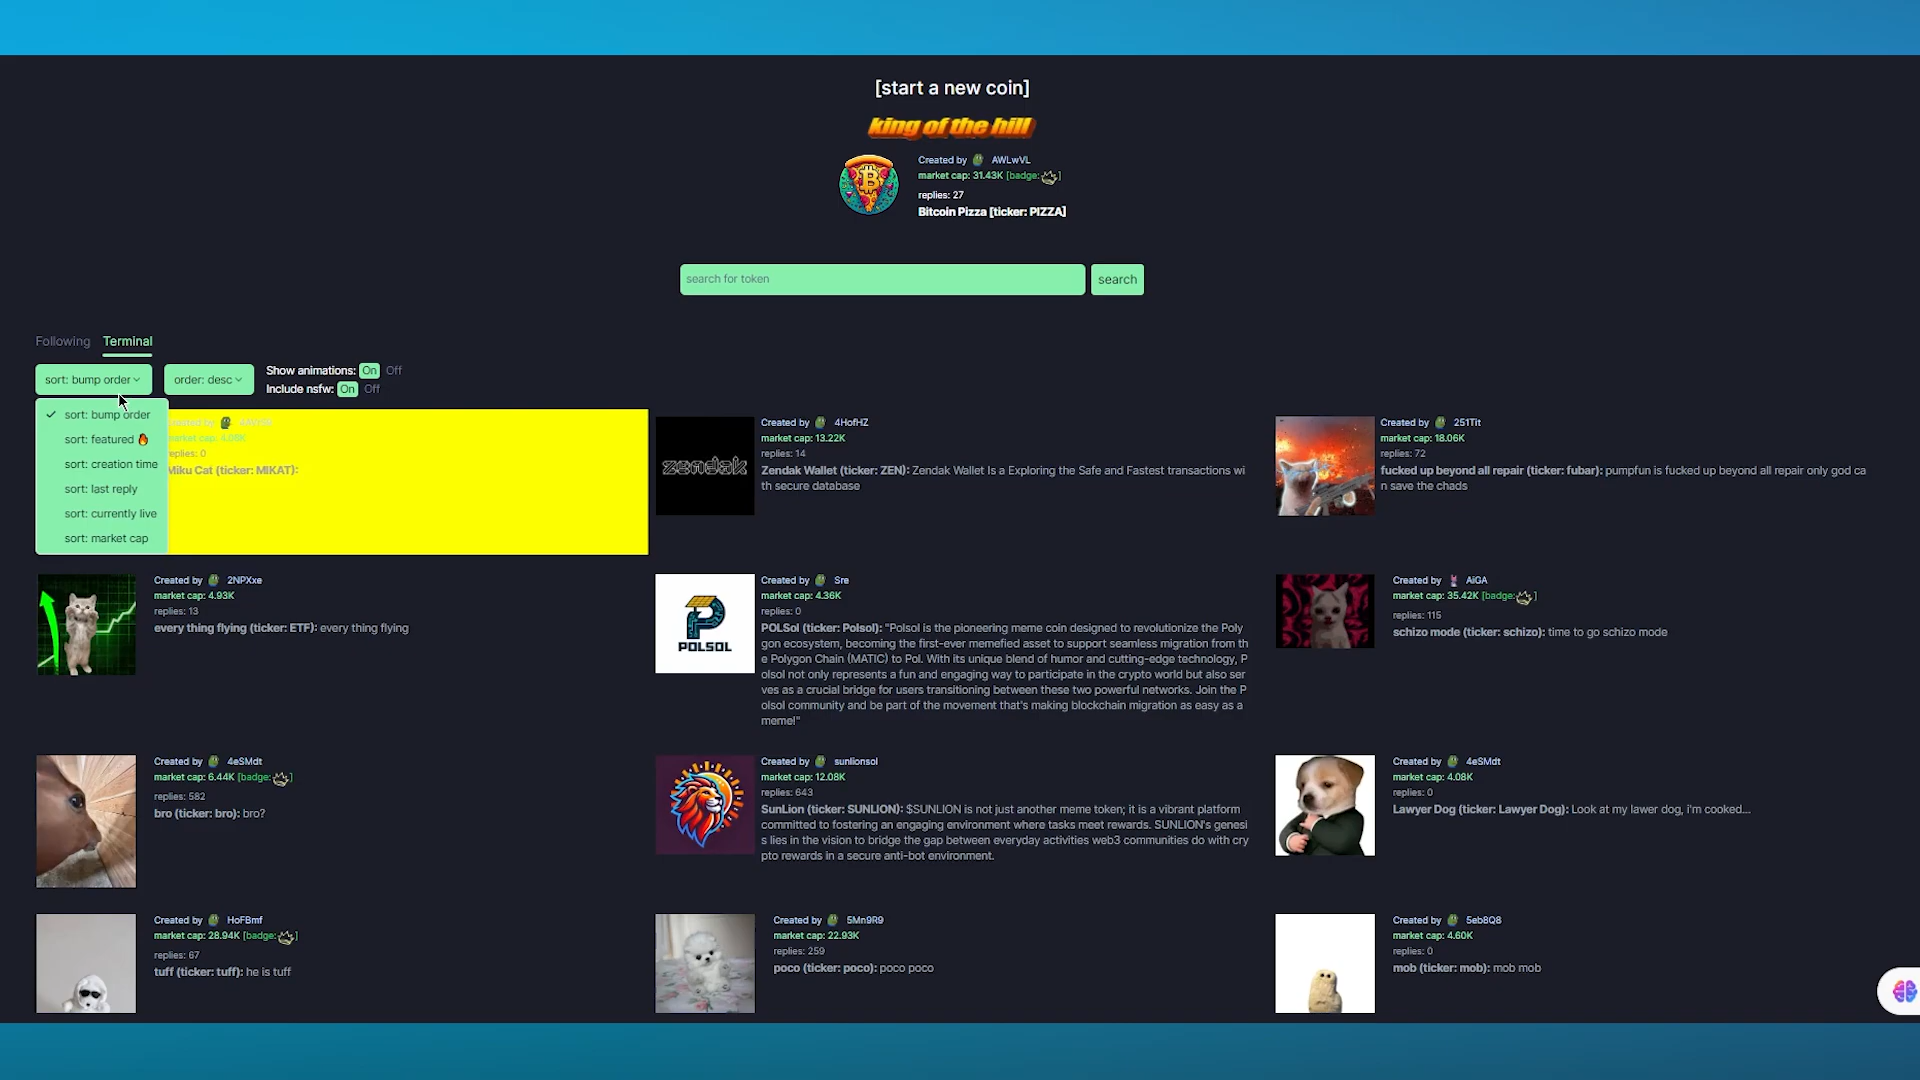 [start a new coin]
king of the hill
Created by AWLwVL
market cap: 31.43K [badge: ]
replies: 27
Bitcoin Pizza [ticker: PIZZA]
search for token
search
Following Terminal
sort: bump order order: desc
Show animations: On Off
Include nsfw: On Off
sort: bump order
sort: featured
sort: creation time
sort: last reply
sort: currently live
sort: market cap
market cap: 4.08K
replies: 0
Miku Cat (ticker: MIKAT):
Created by 4HofHZ
market cap: 13.22K
replies: 14
Zendak Wallet (ticker: ZEN): Zendak Wallet Is a Exploring the Safe and Fastest transactions wi
th secure database
zendak
Created by 251Tit
market cap: 18.06K
replies: 72
fucked up beyond all repair (ticker: fubar): pumpfun is fucked up beyond all repair only god ca
n save the chads
Created by 2NPXxe
market cap: 4.93K
replies: 13
every thing flying (ticker: ETF): every thing flying
POLSOL
Created by Sre
market cap: 4.36K
replies: 0
POLSol (ticker: Polsol): "Polsol is the pioneering meme coin designed to revolutionize the Poly
gon ecosystem, becoming the first-ever memefied asset to support seamless migration from th
e Polygon Chain (MATIC) to Pol. With its unique blend of humor and cutting-edge technology, P
olsol not only represents a fun and engaging way to participate in the crypto world but also ser
ves as a crucial bridge for users transitioning between these two powerful networks. Join the P
olsol community and be part of the movement that's making blockchain migration as easy as a
meme!"
Created by AiGA
market cap: 35.42K [badge: ]
replies: 115
schizo mode (ticker: schizo): time to go schizo mode
Created by 4eSMdt
market cap: 6.44K [badge: ]
replies: 582
bro (ticker: bro): bro?
Created by sunlionsol
market cap: 12.08K
replies: 643
SunLion (ticker: SUNLION): $SUNLION is not just another meme token; it is a vibrant platform
committed to fostering an engaging environment where tasks meet rewards. SUNLION's genesi
s lies in the vision to bridge the gap between everyday activities web3 communities do with cry
pto rewards in a secure anti-bot environment.
Created by 4eSMdt
market cap: 4.08K
replies: 0
Lawyer Dog (ticker: Lawyer Dog): Look at my lawer dog, i'm cooked...
Created by HoFBmf
market cap: 28.94K [badge: ]
replies: 67
tuff (ticker: tuff): he is tuff
Created by 5Mn9R9
market cap: 22.93K
replies: 259
poco (ticker: poco): poco poco
Created by 5eb8Q8
market cap: 4.60K
replies: 0
mob (ticker: mob): mob mob